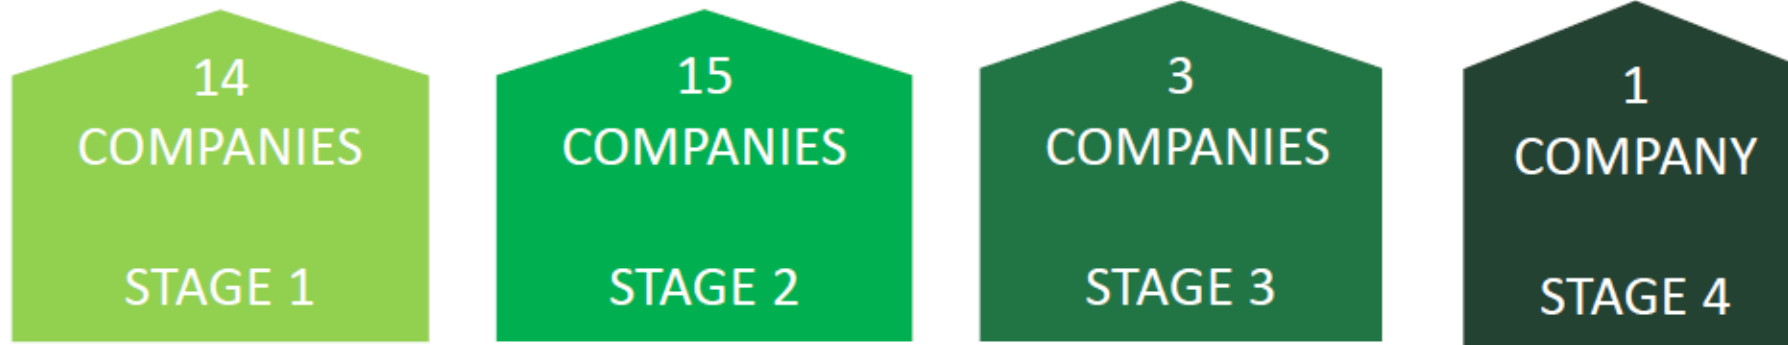 14
COMPANIES
STAGE 1
15
COMPANIES
STAGE 2
3
COMPANIES
STAGE 3
1
COMPANY
STAGE 4